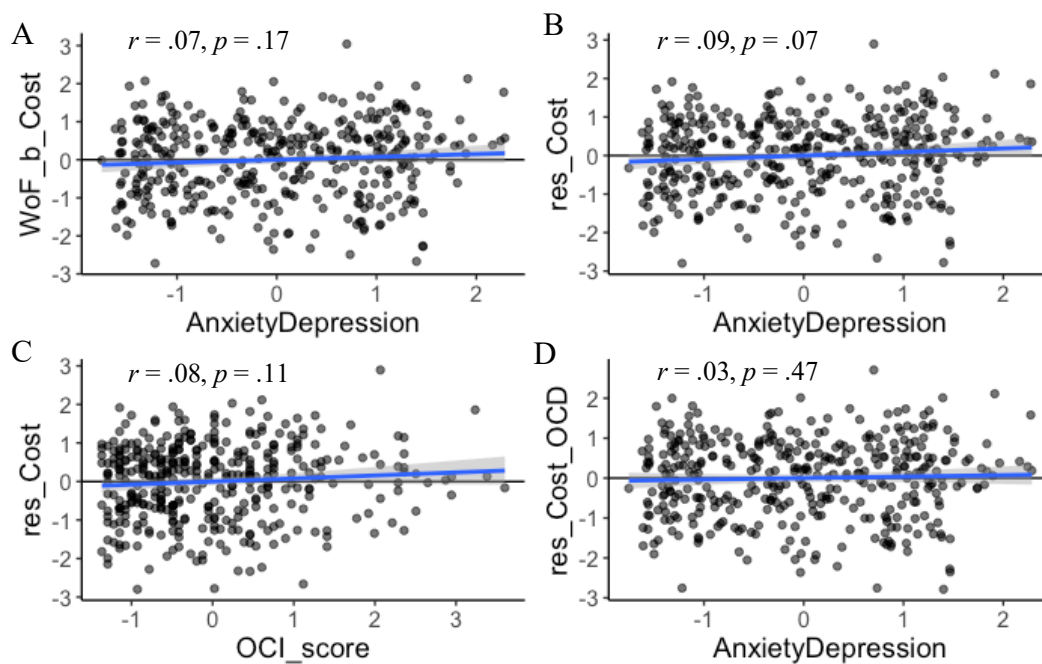 A
r = .07, p = .17
WoF_b_Cost
3
2
1
0
-1
-2
-3
-1 0 1 2
AnxietyDepression
B
r = .09, p = .07
res_Cost
3
2
1
0
-1
-2
-3
-1 0 1 2
AnxietyDepression
C
r = .08, p = .11
res_Cost
3
2
1
0
-1
-2
-3
-1 0 1 2 3
OCI_score
D
r = .03, p = .47
res_Cost_OCD
3
2
1
0
-1
-2
-3
-1 0 1 2
AnxietyDepression